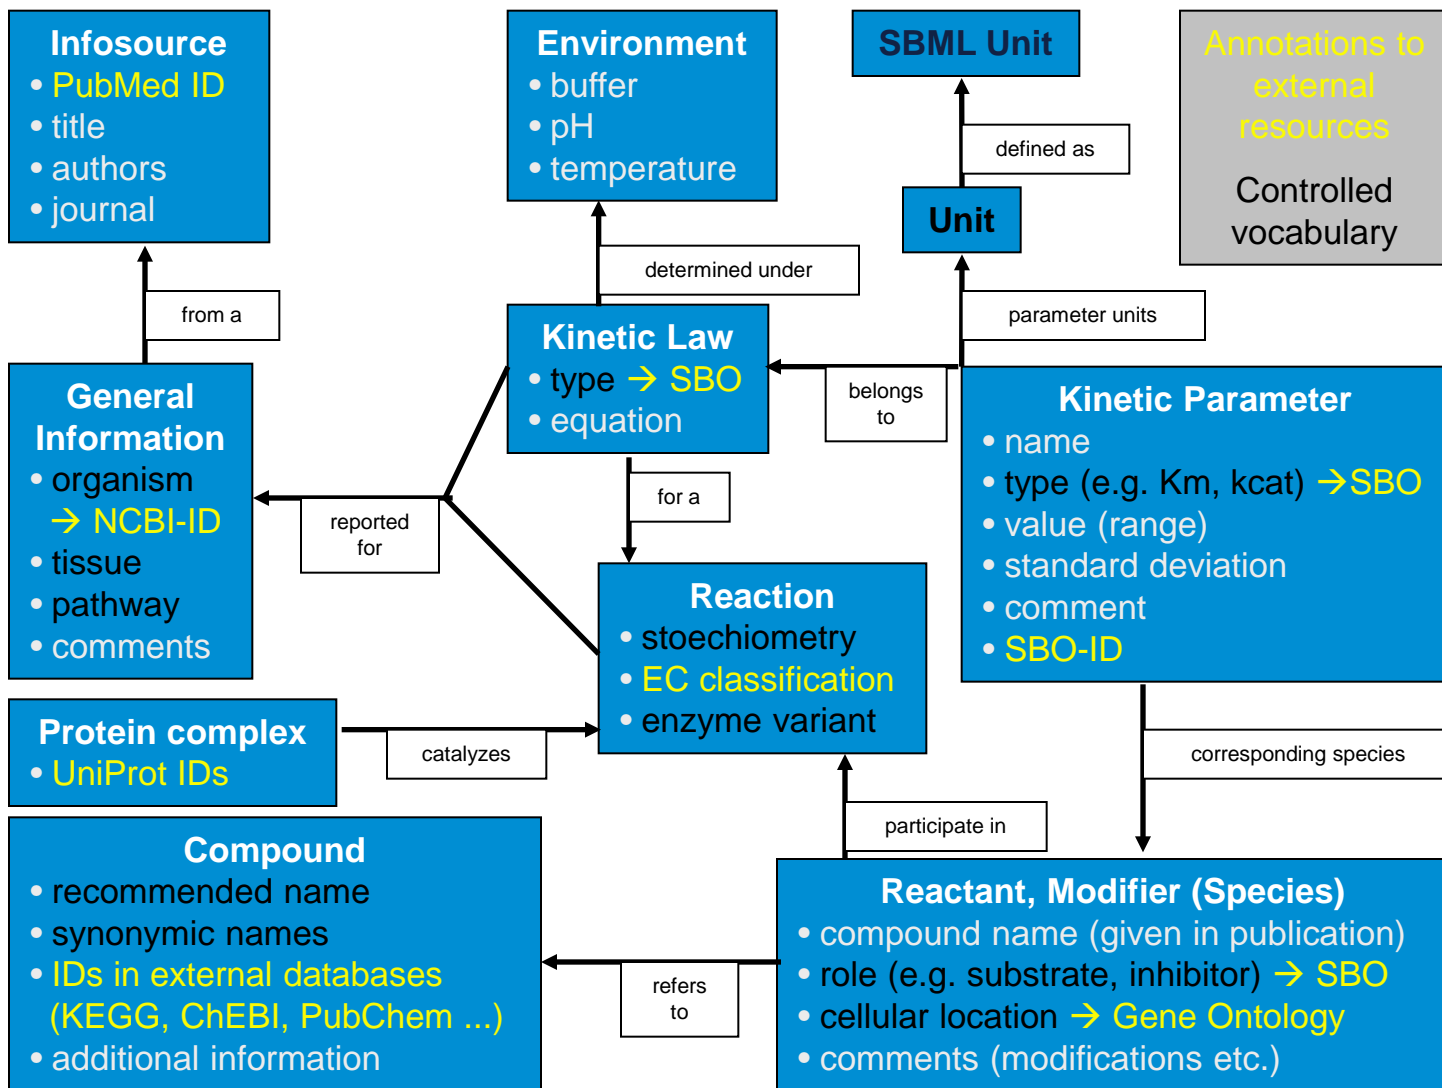 Infosource
• PubMed ID
• title
• authors
• journal
Environment
• buffer
• pH
• temperature
SBML Unit
Annotations to
external
resources
Controlled
vocabulary
defined as
Unit
from a
determined under
parameter units
General
Information
• organism
→ NCBI-ID
• tissue
• pathway
• comments
Kinetic Law
• type → SBO
• equation
belongs
to
Kinetic Parameter
• name
• type (e.g. Km, kcat) →SBO
• value (range)
• standard deviation
• comment
• SBO-ID
reported
for
for a
Reaction
• stoechiometry
• EC classification
• enzyme variant
Protein complex
• UniProt IDs
catalyzes
corresponding species
participate in
Compound
• recommended name
• synonymic names
• IDs in external databases
(KEGG, ChEBI, PubChem ...)
• additional information
refers
to
Reactant, Modifier (Species)
• compound name (given in publication)
• role (e.g. substrate, inhibitor) → SBO
• cellular location → Gene Ontology
• comments (modifications etc.)